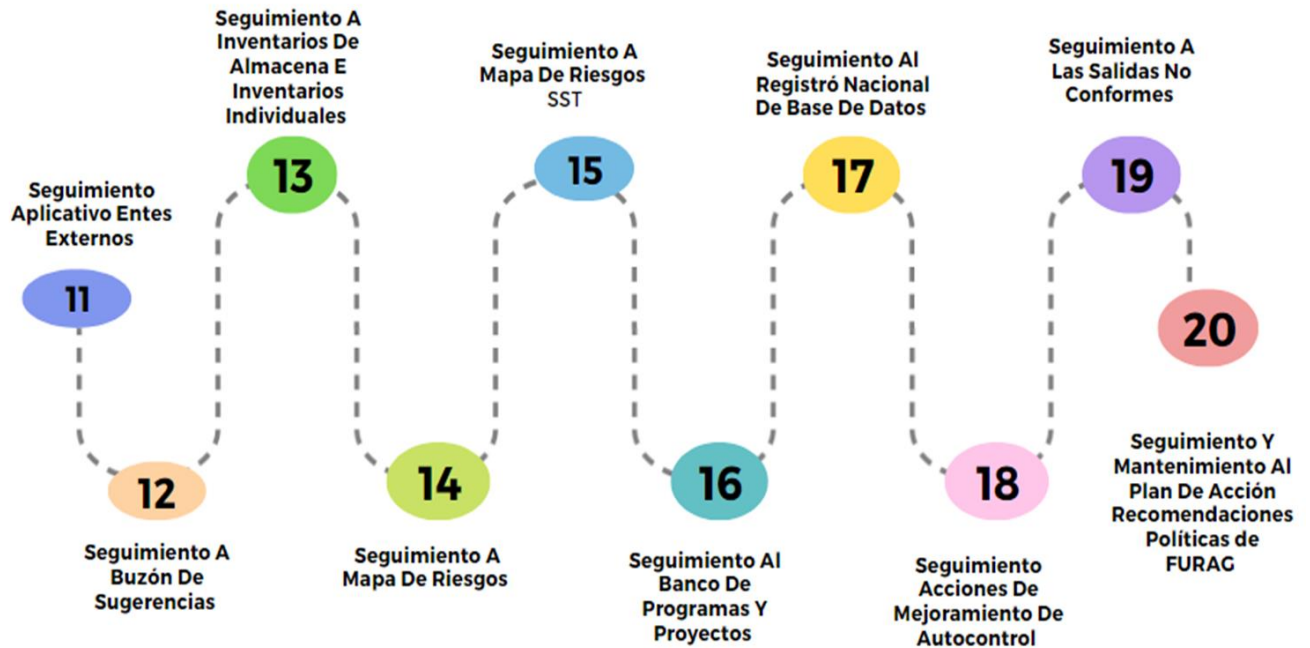 Seguimiento
Aplicativo Entes
Externos
11
12
Seguimiento A
Buzón De
Sugerencias
Seguimiento A
Inventarios De
Almacena E
Inventarios
Individuales
13
14
Seguimiento A
Mapa De Riesgos
Seguimiento A
Mapa De Riesgos
SST
15
16
Seguimiento Al
Banco De
Programas Y
Proyectos
Seguimiento Al
Registró Nacional
De Base De Datos
17
18
Seguimiento
Acciones De
Mejoramiento De
Autocontrol
Seguimiento A
Las Salidas No
Conformes
19
20
Seguimiento Y
Mantenimiento Al
Plan De Acción
Recomendaciones
Políticas de
FURAG